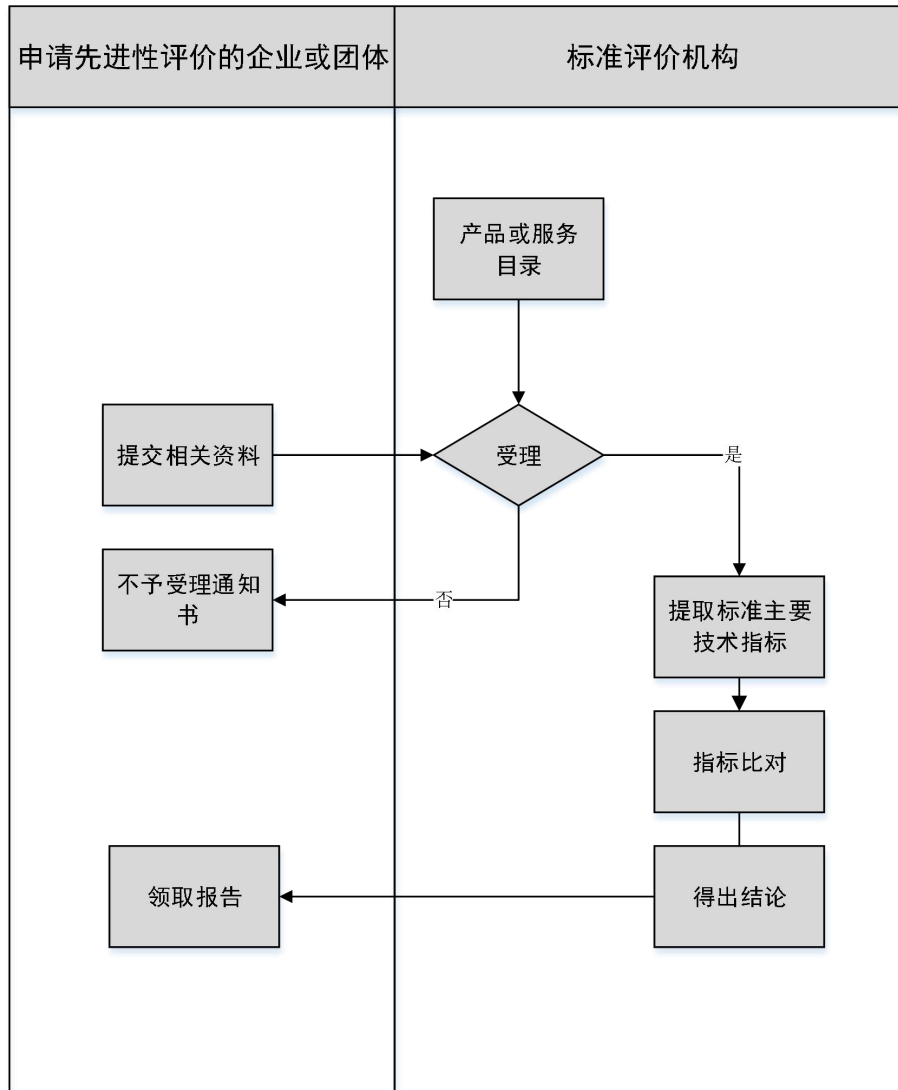 申请先进性评价的企业或团体
标准评价机构
产品或服务
目录
提交相关资料
受理
是
不予受理通知
书
否
提取标准主要
技术指标
指标比对
领取报告
得出结论